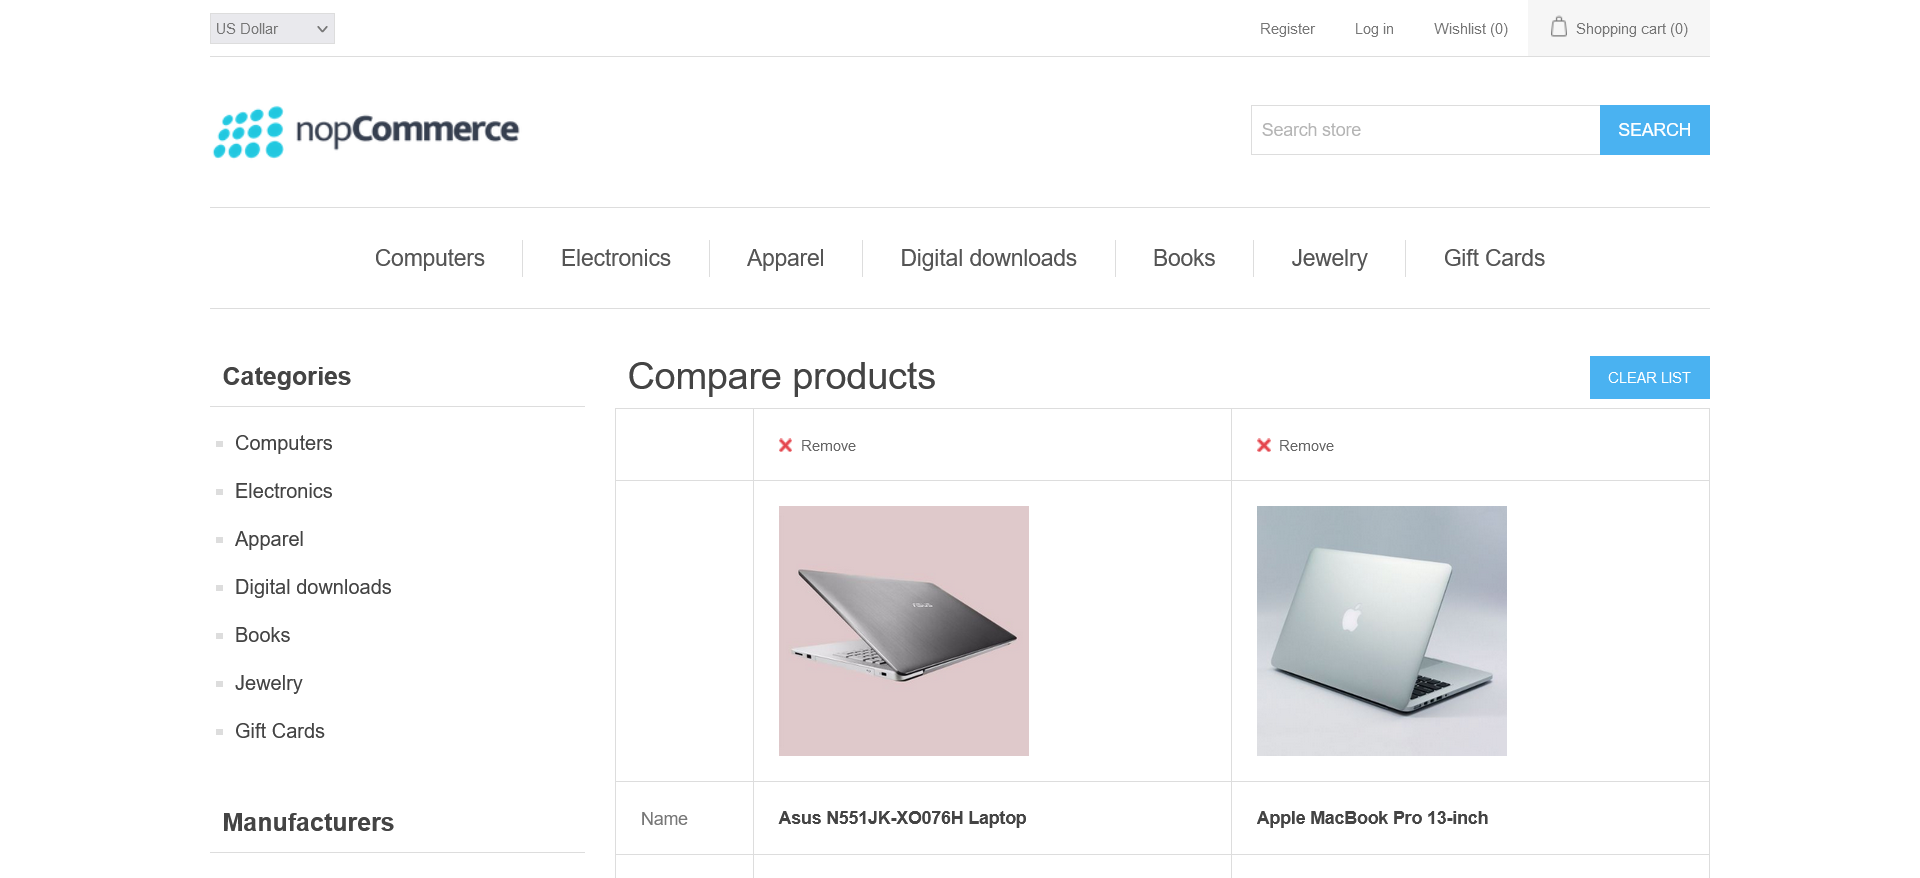 US Dollar
Register
Log in
Wishlist (0)
Shopping cart (0)
nopCommerce
Search store
SEARCH
Computers
Electronics
Apparel
Digital downloads
Books
Jewelry
Gift Cards
Categories
Computers
Electronics
Apparel
Digital downloads
Books
Jewelry
Gift Cards
Manufacturers
Compare products
CLEAR LIST
Remove
Remove
Name
Asus N551JK-XO076H Laptop
Apple MacBook Pro 13-inch